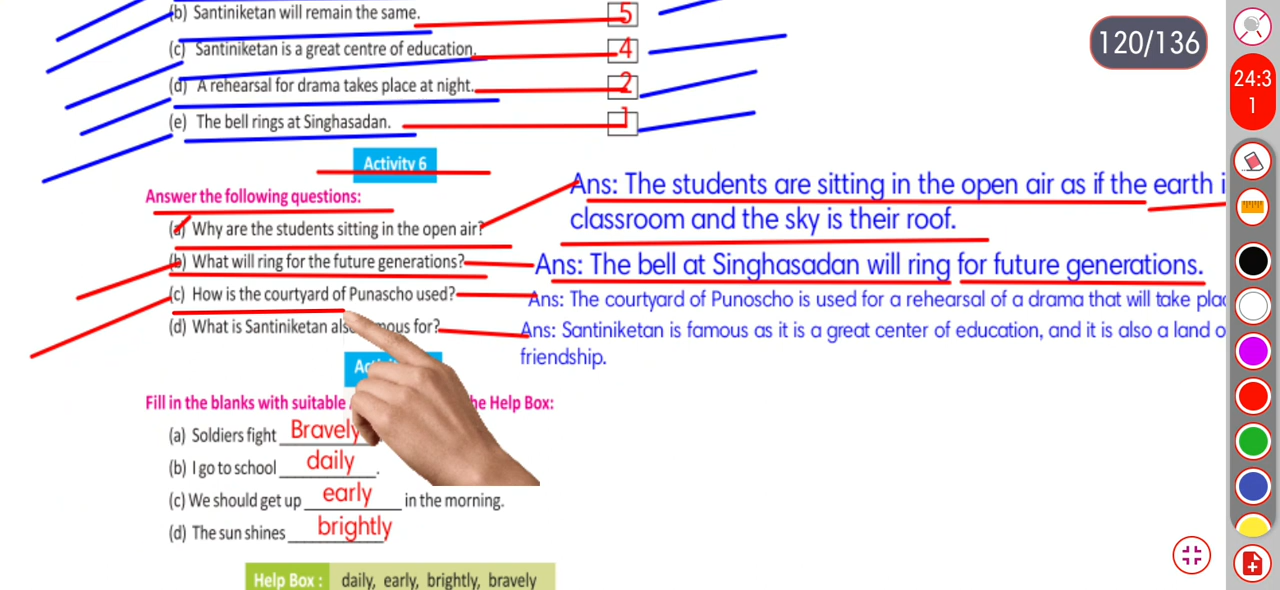 (b) Santiniketan will remain the same. 5
(c) Santiniketan is a great centre of education. 4
(d) A rehearsal for drama takes place at night. 2
(e) The bell rings at Singhasadan. 1
120/136
24:3
1
Activity 6
Answer the following questions:
(a) Why are the students sitting in the open air?
Ans: The students are sitting in the open air as if the earth i
classroom and the sky is their roof.
(b) What will ring for the future generations?
Ans: The bell at Singhasadan will ring for future generations.
(c) How is the courtyard of Punascho used?
Ans: The courtyard of Punoscho is used for a rehearsal of a drama that will take plac
(d) What is Santiniketan als mous for?
Ans: Santiniketan is famous as it is a great center of education, and it is also a land o
friendship.
Fill in the blanks with suitable he Help Box:
(a) Soldiers fight Bravely
(b) I go to school daily .
(c) We should get up early in the morning.
(d) The sun shines brightly
Help Box : daily, early, brightly, bravely